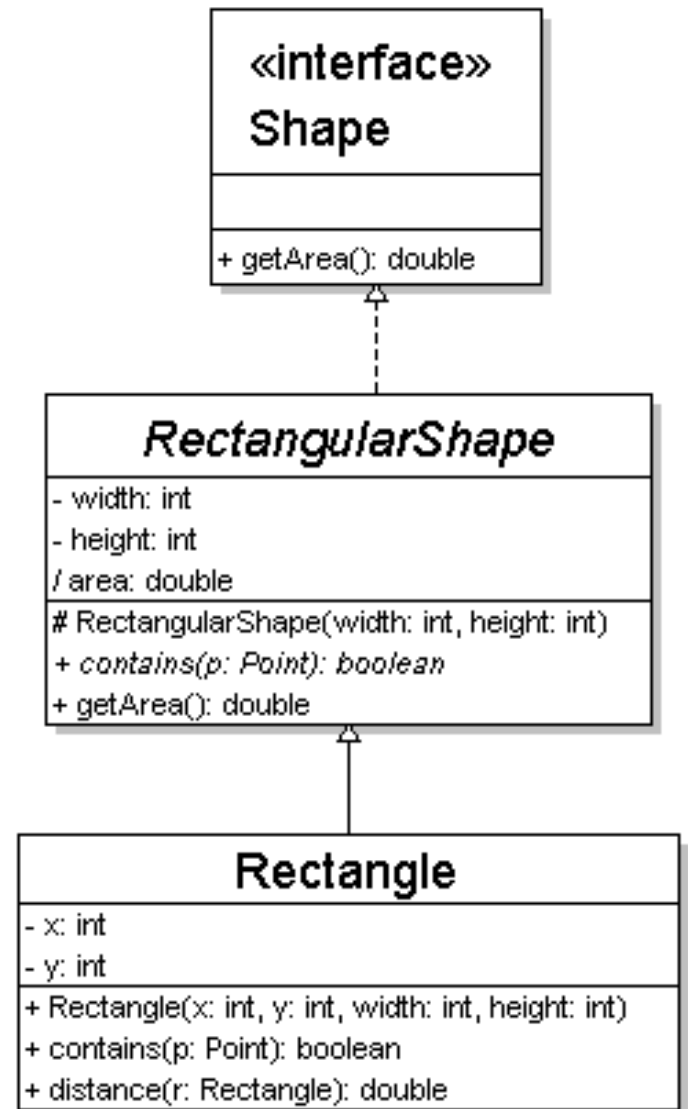 «interface»
Shape
+ getArea(): double
RectangularShape
- width: int
- height: int
/ area: double
# RectangularShape(width: int, height: int)
+ contains(p: Point): boolean
+ getArea(): double
Rectangle
- x: int
- y: int
+ Rectangle(x: int, y: int, width: int, height: int)
+ contains(p: Point): boolean
+ distance(r: Rectangle): double